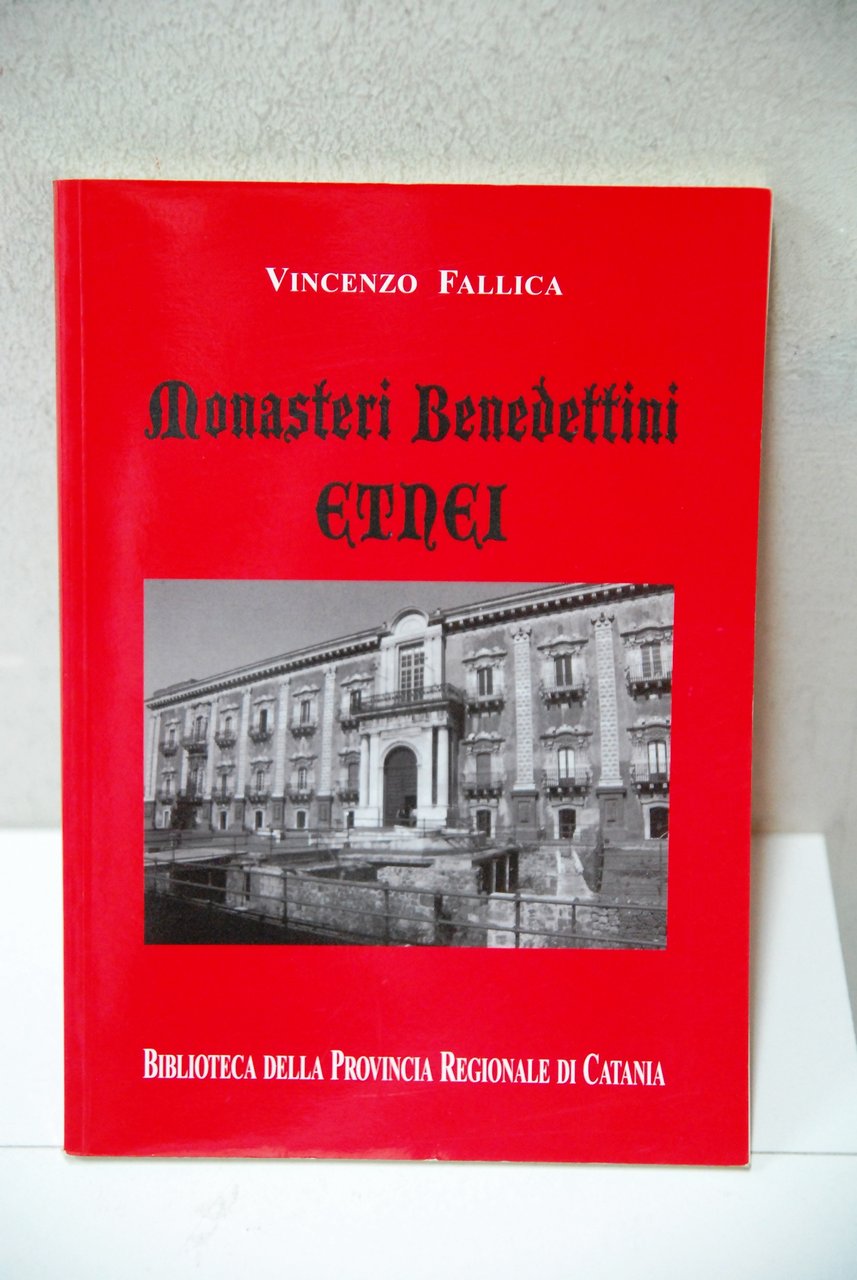 VINCENZO FALLICA
Monasteri Benedettini
ETNEI
BIBLIOTECA DELLA PROVINCIA REGIONALE DI CATANIA